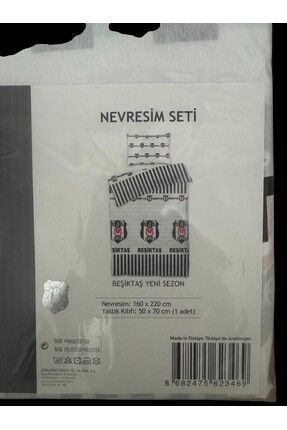 NEVRESİM SETİ
BEŞİKTAŞ BEŞİKTAŞ BEŞİKTAŞ
BEŞİKTAŞ YENİ SEZON
Nevresim: 160 x 220 cm
Yastık Kılıfı: 50 x 70 cm (1 adet)
Made in Türkiye. Türkiye'de üretilmiştir.
8 682475 623469